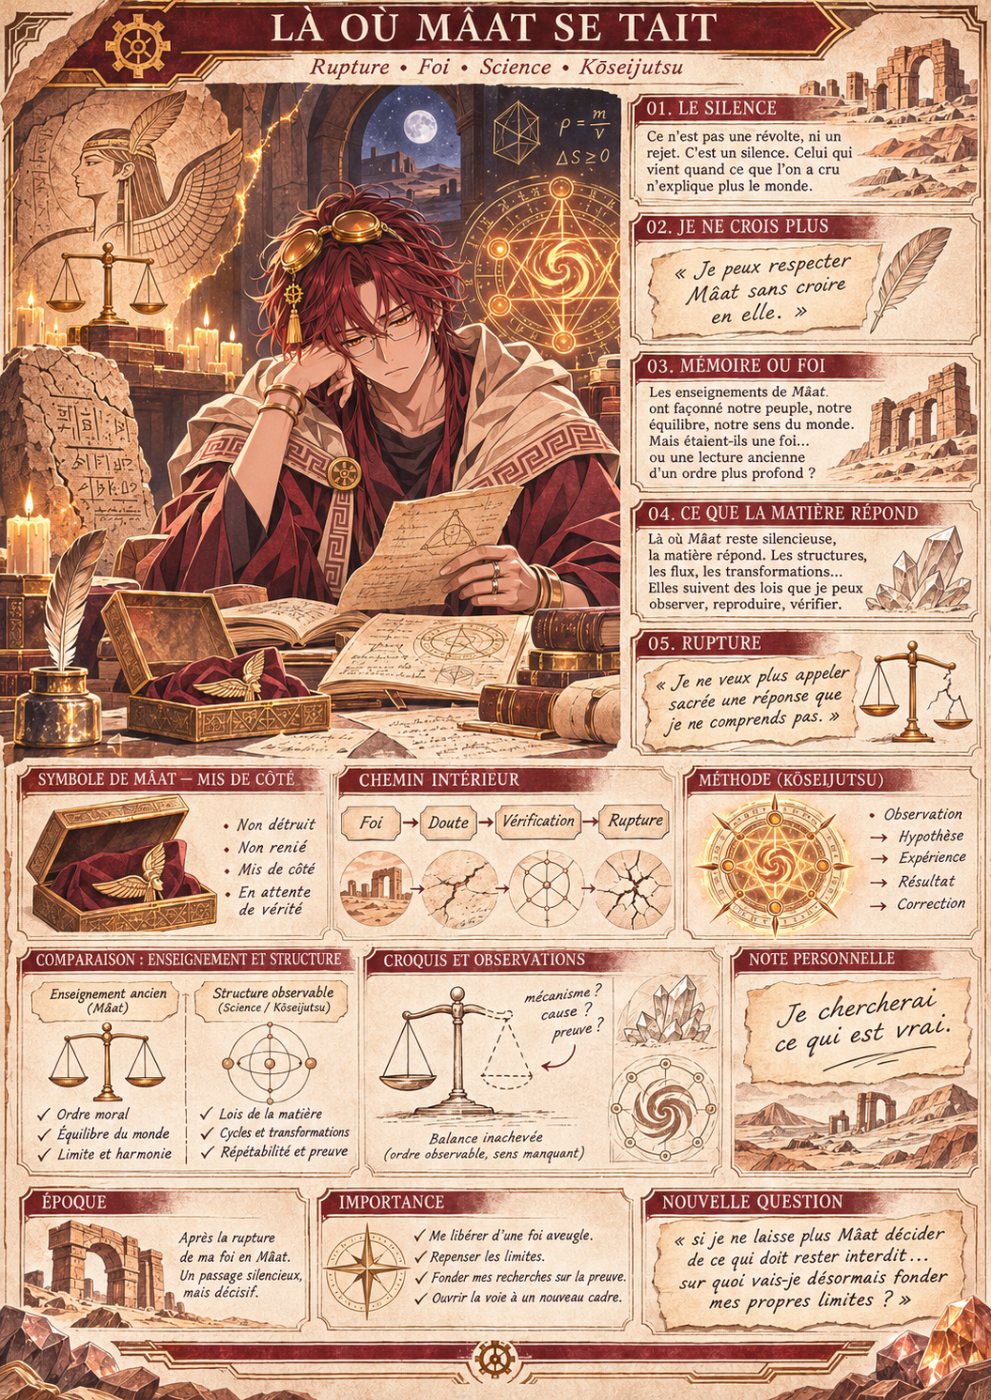 LÀ OÙ MÂAT SE TAIT
Rupture • Foi • Science • Kōseijutsu
ρ = m/V
ΔS ≥ 0
01. LE SILENCE
Ce n'est pas une révolte, ni un
rejet. C'est un silence. Celui qui
vient quand ce que l'on a cru
n'explique plus le monde.
02. JE NE CROIS PLUS
« Je peux respecter
Mâat sans croire
en elle. »
03. MÉMOIRE OU FOI
Les enseignements de Mâat.
ont façonné notre peuple, notre
équilibre, notre sens du monde.
Mais étaient-ils une foi...
ou une lecture ancienne
d'un ordre plus profond ?
04. CE QUE LA MATIÈRE RÉPOND
Là où Mâat reste silencieuse,
la matière répond. Les structures,
les flux, les transformations...
Elles suivent des lois que je peux
observer, reproduire, vérifier.
05. RUPTURE
« Je ne veux plus appeler
sacrée une réponse que
je ne comprends pas. »
SYMBOLE DE MÂAT — MIS DE CÔTÉ
• Non détruit
• Non renié
• Mis de côté
• En attente
de vérité
CHEMIN INTÉRIEUR
Foi → Doute → Vérification → Rupture
MÉTHODE (KŌSEIJUTSU)
• Observation
→ Hypothèse
→ Expérience
→ Résultat
→ Correction
COMPARAISON : ENSEIGNEMENT ET STRUCTURE
Enseignement ancien
(Mâat)
✓ Ordre moral
✓ Équilibre du monde
✓ Limite et harmonie
Structure observable
(Science / Kōseijutsu)
✓ Lois de la matière
✓ Cycles et transformations
✓ Répétabilité et preuve
CROQUIS ET OBSERVATIONS
mécanisme ?
cause ?
preuve ?
Balance inachevée
(ordre observable, sens manquant)
NOTE PERSONNELLE
Je chercherai
ce qui est vrai.
ÉPOQUE
Après la rupture
de ma foi en Mâat.
Un passage silencieux,
mais décisif.
IMPORTANCE
✓ Me libérer d'une foi aveugle.
✓ Repenser les limites.
✓ Fonder mes recherches sur la preuve.
✓ Ouvrir la voie à un nouveau cadre.
NOUVELLE QUESTION
« si je ne laisse plus Mâat décider
de ce qui doit rester interdit...
sur quoi vais-je désormais fonder
mes propres limites ? »